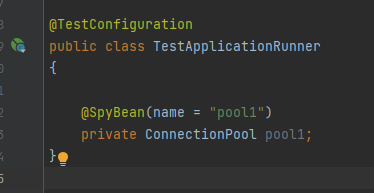 @TestConfiguration
public class TestApplicationRunner
{
@SpyBean(name = "pool1")
private ConnectionPool pool1;
}